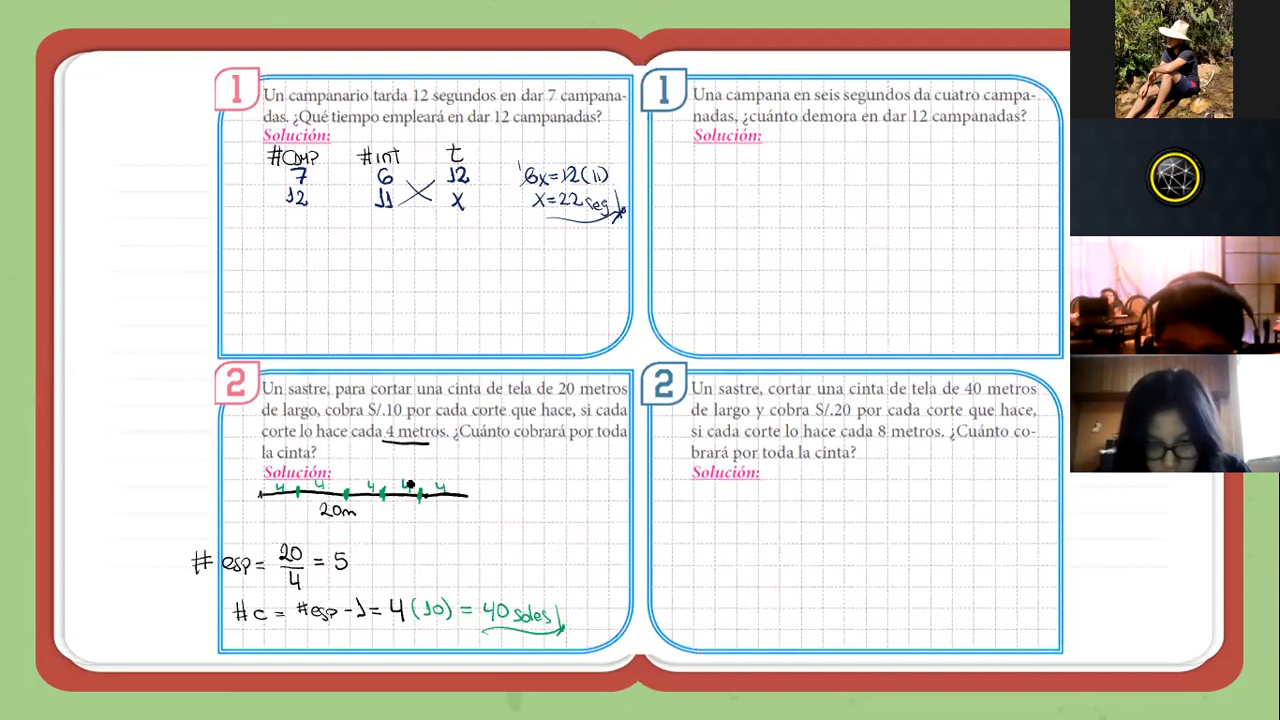 1
Un campanario tarda 12 segundos en dar 7 campana-
das. ¿Qué tiempo empleará en dar 12 campanadas?
Solución:
#Cmp #int t
7 6 12 6x=12(11)
12 11 x x=22 seg
1
Una campana en seis segundos da cuatro campa-
nadas, ¿cuánto demora en dar 12 campanadas?
Solución:
2
Un sastre, para cortar una cinta de tela de 20 metros
de largo, cobra S/.10 por cada corte que hace, si cada
corte lo hace cada 4 metros. ¿Cuánto cobrará por toda
la cinta?
Solución:
4 4 4 4 4
20m
# esp = 20/4 = 5
# c = #esp - 1 = 4 (10) = 40 soles
2
Un sastre, cortar una cinta de tela de 40 metros
de largo y cobra S/.20 por cada corte que hace,
si cada corte lo hace cada 8 metros. ¿Cuánto co-
brará por toda la cinta?
Solución: